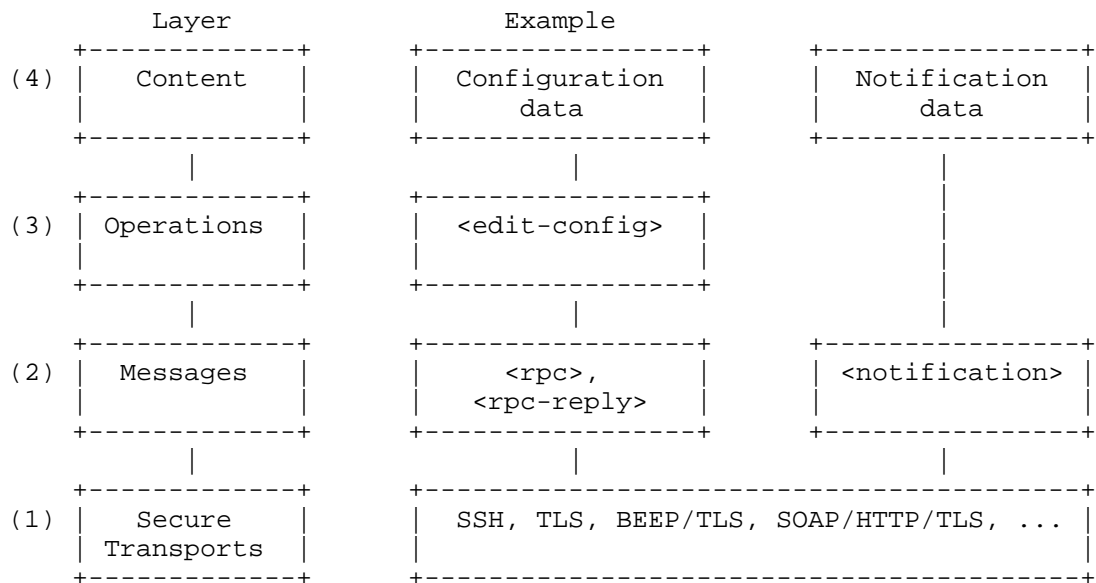 Layer Example
(4) Content Configuration Notification
data data
(3) Operations <edit-config>
(2) Messages <rpc>, <notification>
<rpc-reply>
(1) Secure SSH, TLS, BEEP/TLS, SOAP/HTTP/TLS, ...
Transports